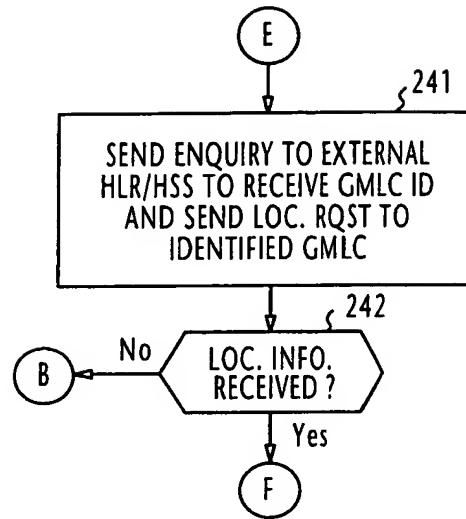 E
241
SEND ENQUIRY TO EXTERNAL
HLR/HSS TO RECEIVE GMLC ID
AND SEND LOC. RQST TO
IDENTIFIED GMLC
242
No
B
LOC. INFO.
RECEIVED ?
Yes
F